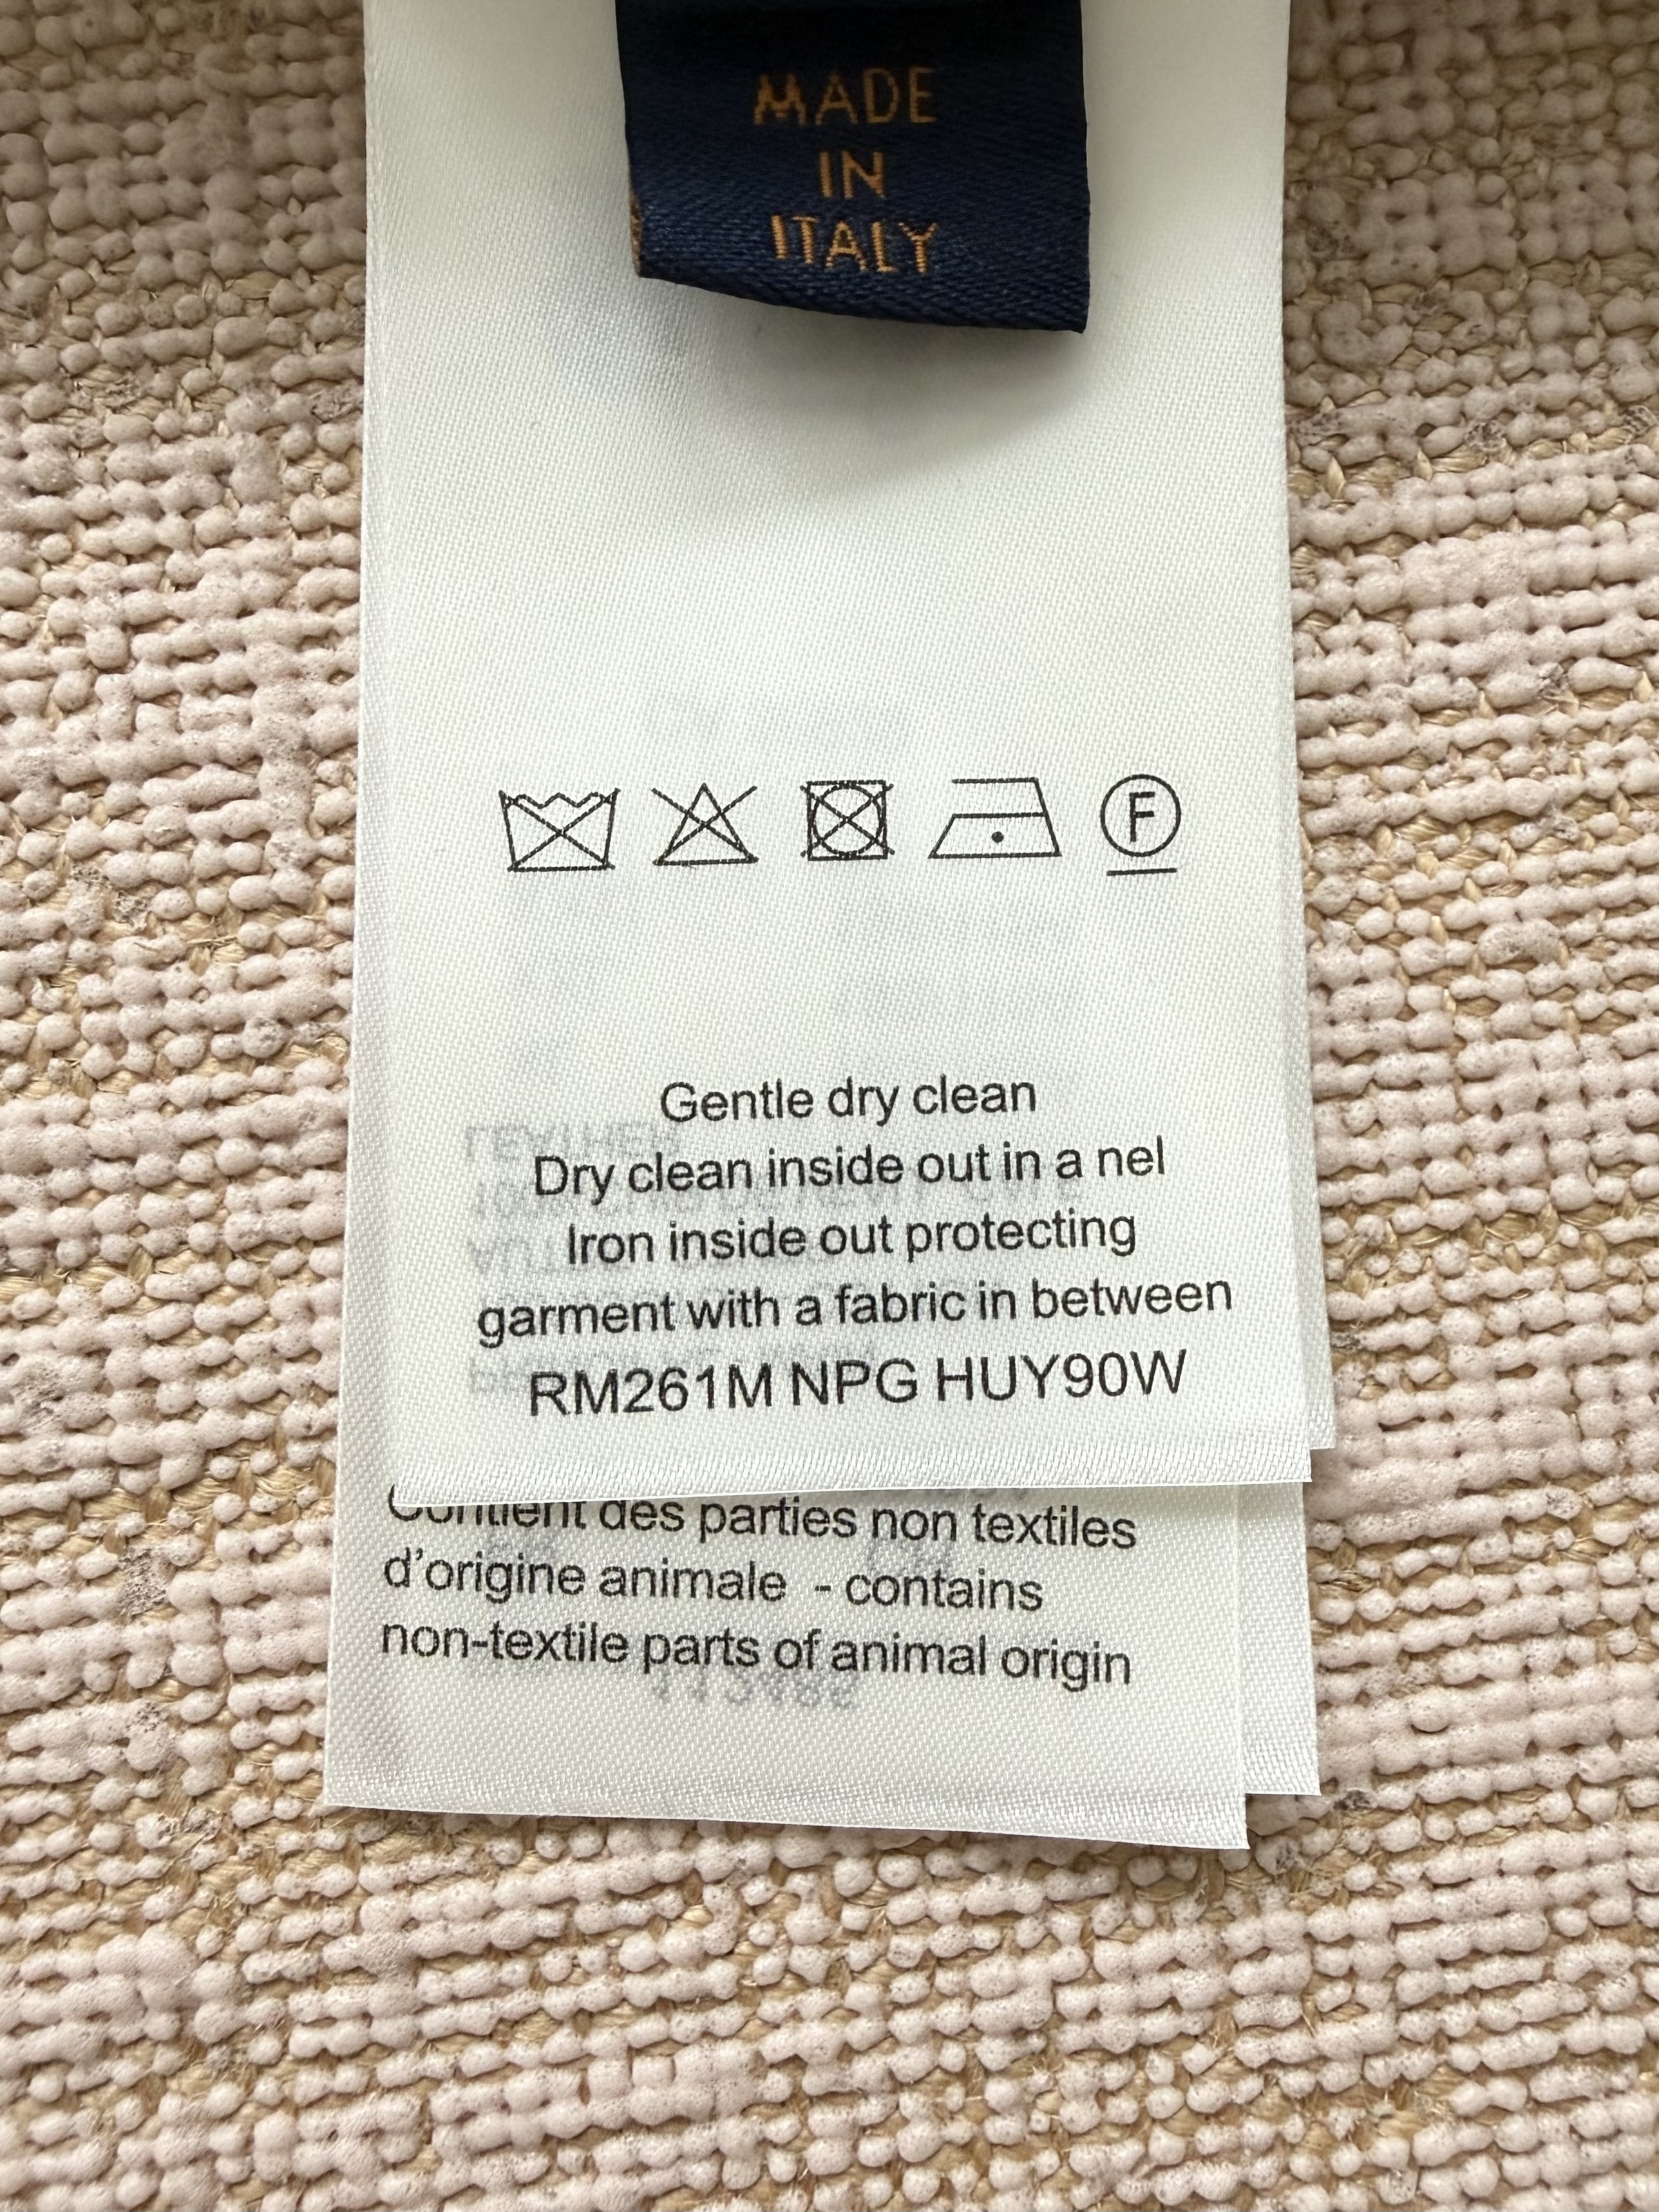 MADE
IN
ITALY
F
Gentle dry clean
Dry clean inside out in a nel
Iron inside out protecting
garment with a fabric in between
RM261M NPG HUY90W
Contient des parties non textiles
d'origine animale - contains
non-textile parts of animal origin